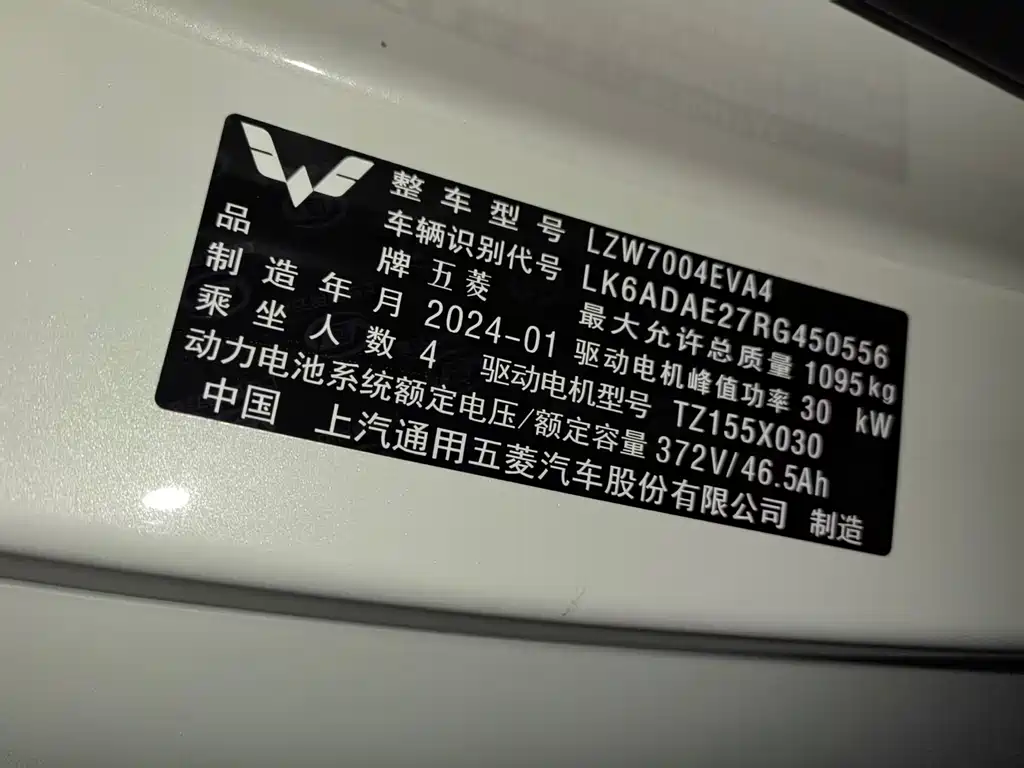 整车型号 LZW7004EVA4
车辆识别代号 LK6ADAE27RG450556
品牌 五菱 最大允许总质量 1095kg
制造年月 2024-01 驱动电机峰值功率 30 kW
乘坐人数 4 驱动电机型号 TZ155X030
动力电池系统额定电压/额定容量 372V/46.5Ah
中国 上汽通用五菱汽车股份有限公司 制造